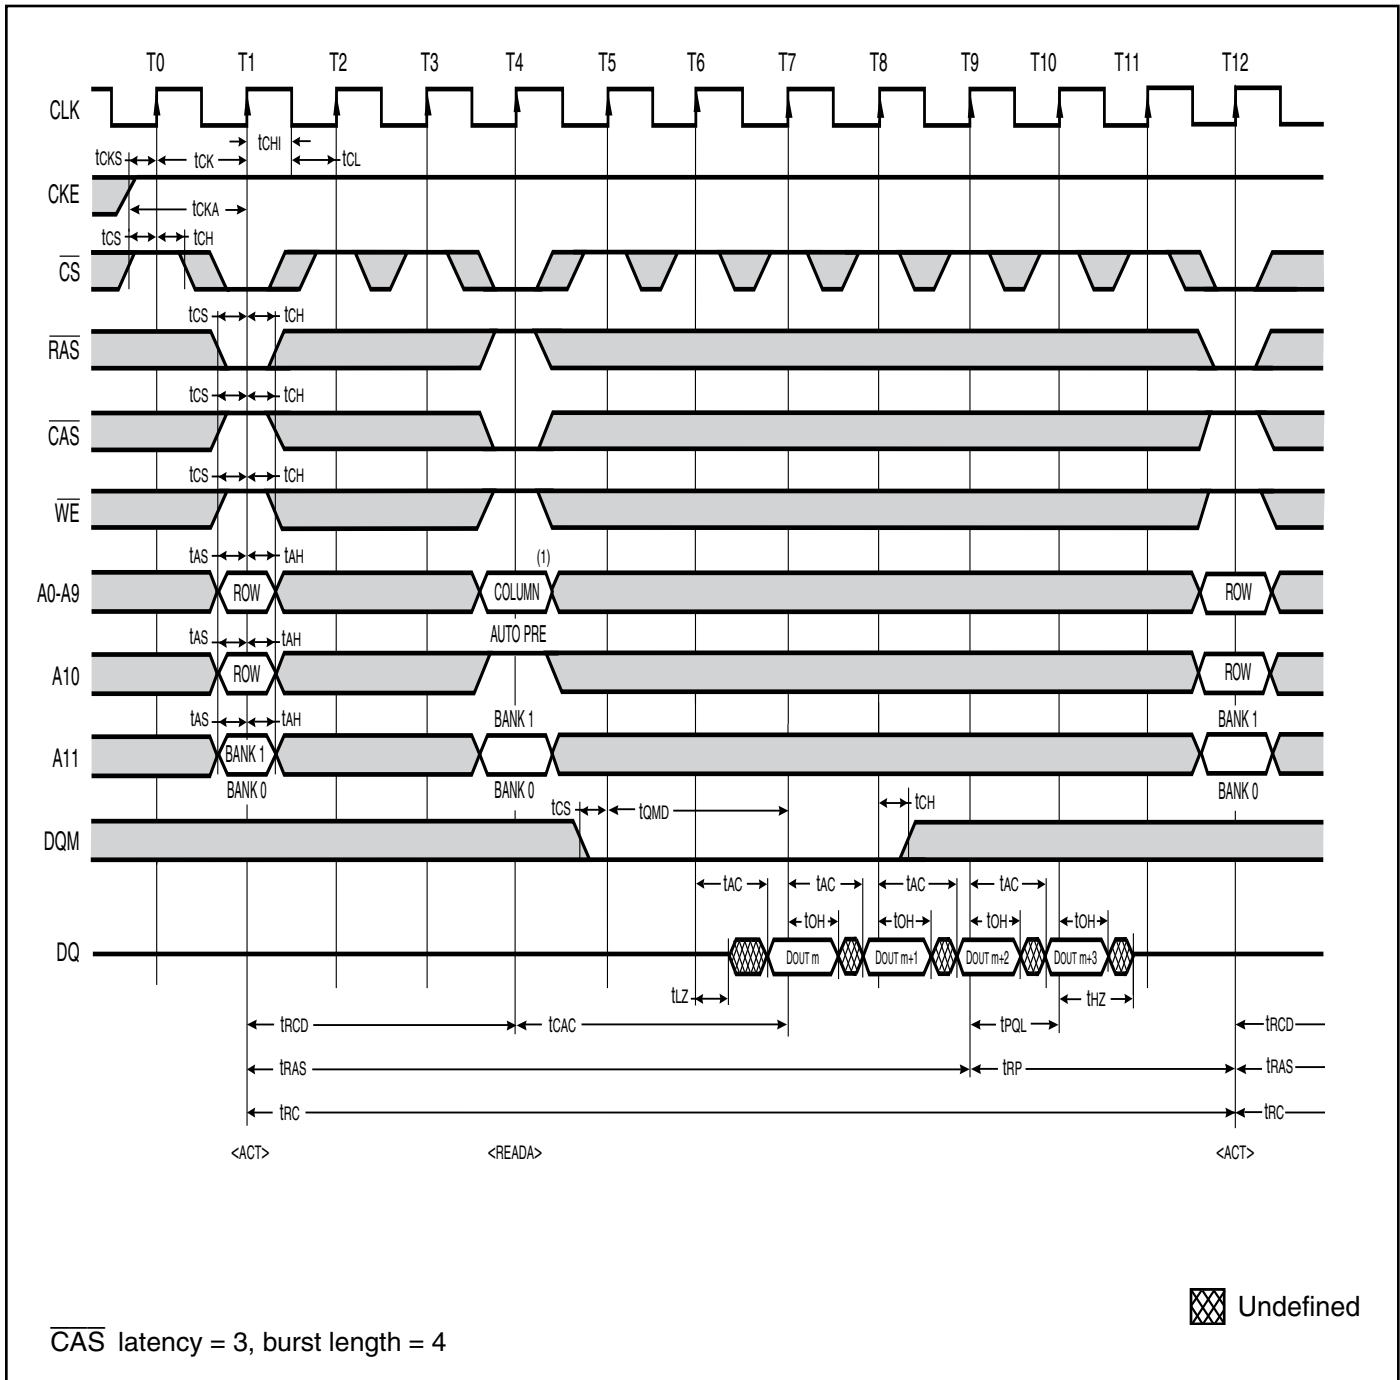 T0 T1 T2 T3 T4 T5 T6 T7 T8 T9 T10 T11 T12
CLK
tCHI
tCKS tCK tCL
CKE
tCKA
tCS tCH
CS
tCS tCH
RAS
tCS tCH
CAS
tCS tCH
WE
tAS tAH (1)
A0-A9 ROW COLUMN ROW
tAS tAH AUTO PRE
A10 ROW ROW
tAS tAH BANK 1 BANK 1
A11 BANK 1
BANK 0 BANK 0 BANK 0
tCS tQMD tCH
DQM
tAC tAC tAC tAC
tOH tOH tOH tOH
DQ DOUT m DOUT m+1 DOUT m+2 DOUT m+3
tLZ tHZ
tRCD tCAC tPQL tRCD
tRAS tRP tRAS
tRC tRC
<ACT> <READA> <ACT>
Undefined
CAS latency = 3, burst length = 4